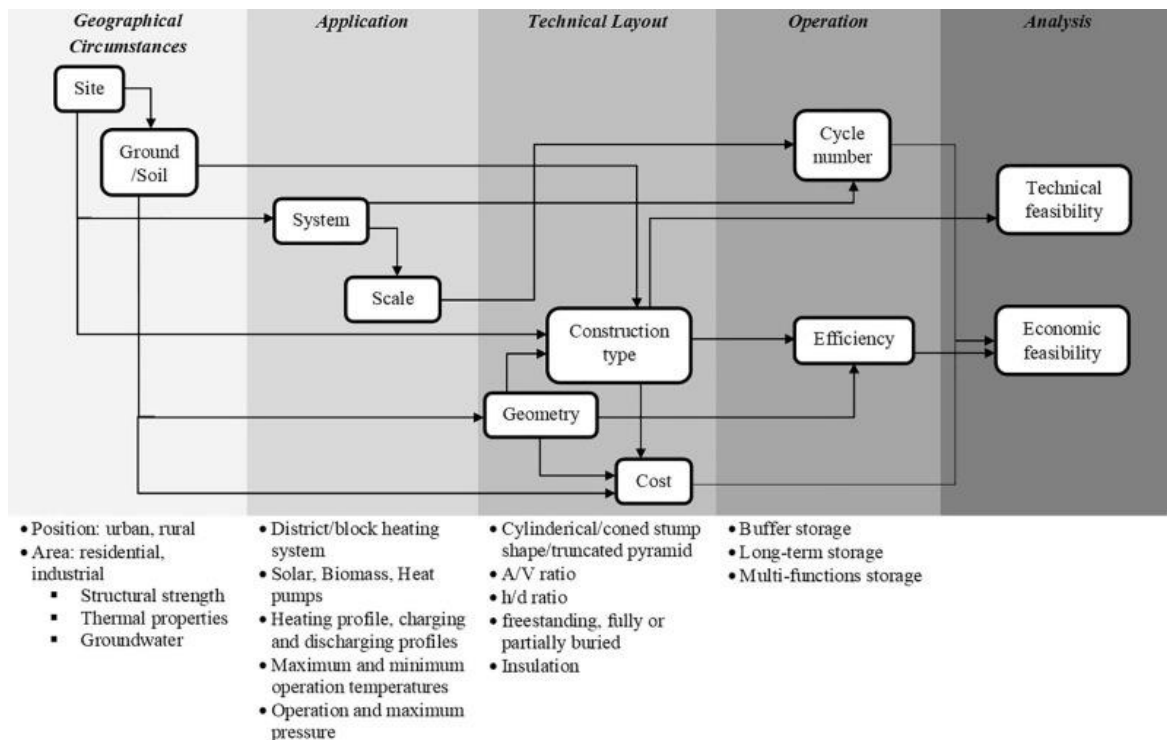 Geographical
Circumstances
Application
Technical Layout
Operation
Analysis
Site
Ground
/Soil
System
Scale
Construction
type
Geometry
Cost
Cycle
number
Efficiency
Technical
feasibility
Economic
feasibility
• Position: urban, rural
• Area: residential,
industrial
▪ Structural strength
▪ Thermal properties
▪ Groundwater
• District/block heating
system
• Solar, Biomass, Heat
pumps
• Heating profile, charging
and discharging profiles
• Maximum and minimum
operation temperatures
• Operation and maximum
pressure
• Cylinderical/coned stump
shape/truncated pyramid
• A/V ratio
• h/d ratio
• freestanding, fully or
partially buried
• Insulation
• Buffer storage
• Long-term storage
• Multi-functions storage